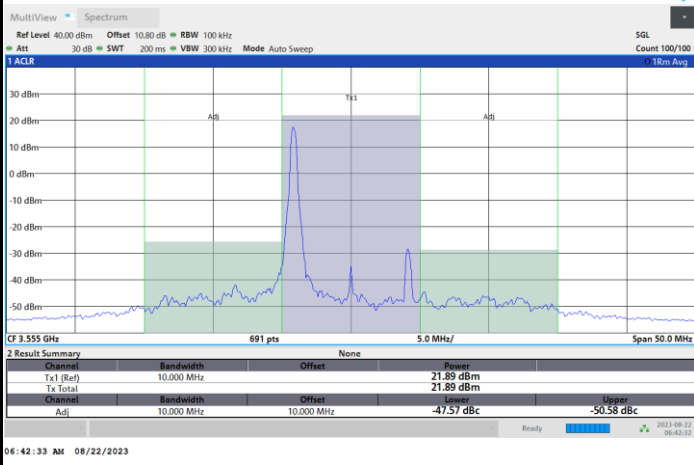 MultiView Spectrum
Ref Level 40.00 dBm Offset 10.80 dB RBW 100 kHz SGL
Att 30 dB SWT 200 ms VBW 300 kHz Mode Auto Sweep Count 100/100
1 ACLR 1Rm Avg
30 dBm
Tx1
20 dBm
Adj Adj
10 dBm
0 dBm
-10 dBm
-20 dBm
-30 dBm
-40 dBm
-50 dBm
CF 3.555 GHz 691 pts 5.0 MHz/ Span 50.0 MHz
2 Result Summary None
Channel Bandwidth Offset Power
Tx1 (Ref) 10.000 MHz 21.89 dBm
Tx Total 21.89 dBm
Channel Bandwidth Offset Lower Upper
Adj 10.000 MHz 10.000 MHz -47.57 dBc -50.58 dBc
Ready 2023-08-22
06:42:32
06:42:33 AM 08/22/2023